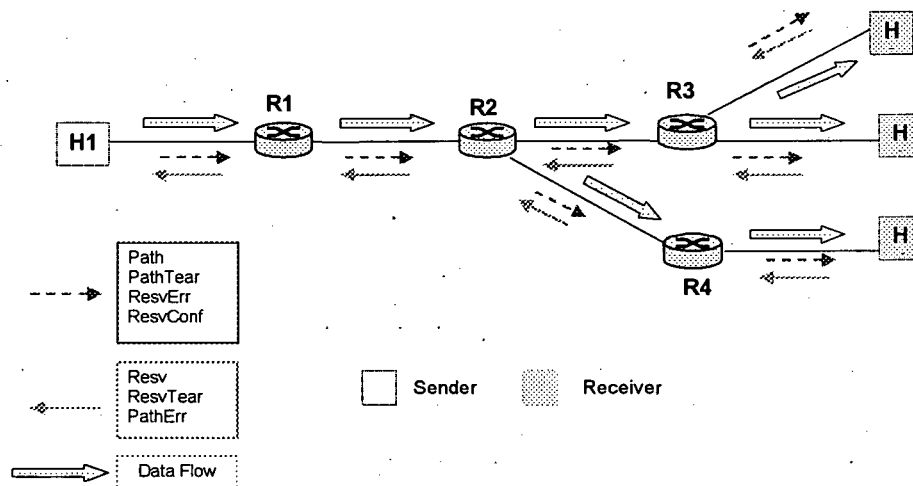 H
R1
R2
R3
H1
H
H
R4
Path
PathTear
ResvErr
ResvConf
Resv
ResvTear
PathErr
Sender
Receiver
Data Flow